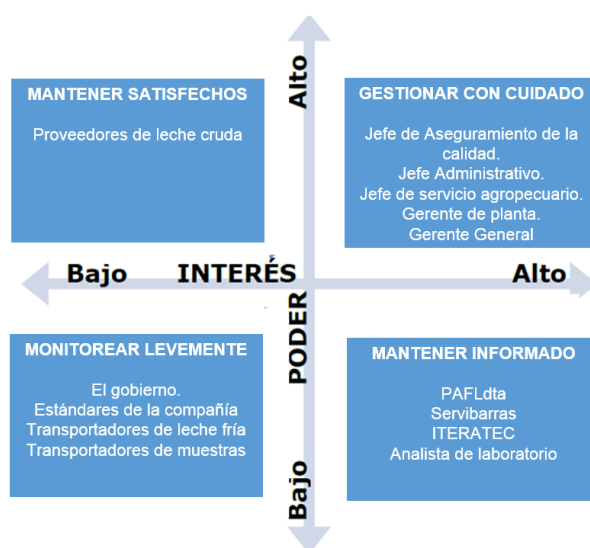 Alto
MANTENER SATISFECHOS
Proveedores de leche cruda
GESTIONAR CON CUIDADO
Jefe de Aseguramiento de la
calidad.
Jefe Administrativo.
Jefe de servicio agropecuario.
Gerente de planta.
Gerente General
Bajo
INTERÉS
Alto
PODER
MONITOREAR LEVEMENTE
El gobierno.
Estándares de la compañía
Transportadores de leche fría
Transportadores de muestras
MANTENER INFORMADO
PAFLdta
Servibarras
ITERATEC
Analista de laboratorio
Bajo